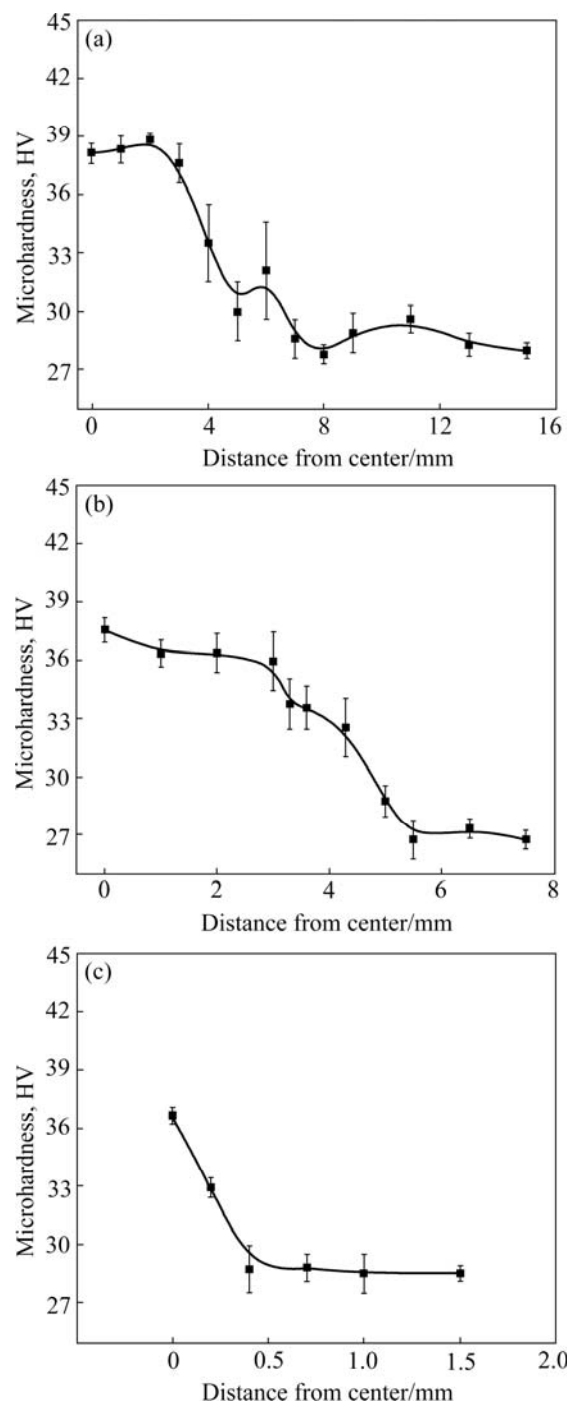 (a)
45
42
39
36
33
30
27
Microhardness, HV
0 4 8 12 16
Distance from center/mm
(b)
45
42
39
36
33
30
27
Microhardness, HV
0 2 4 6 8
Distance from center/mm
(c)
45
42
39
36
33
30
27
Microhardness, HV
0 0.5 1.0 1.5 2.0
Distance from center/mm